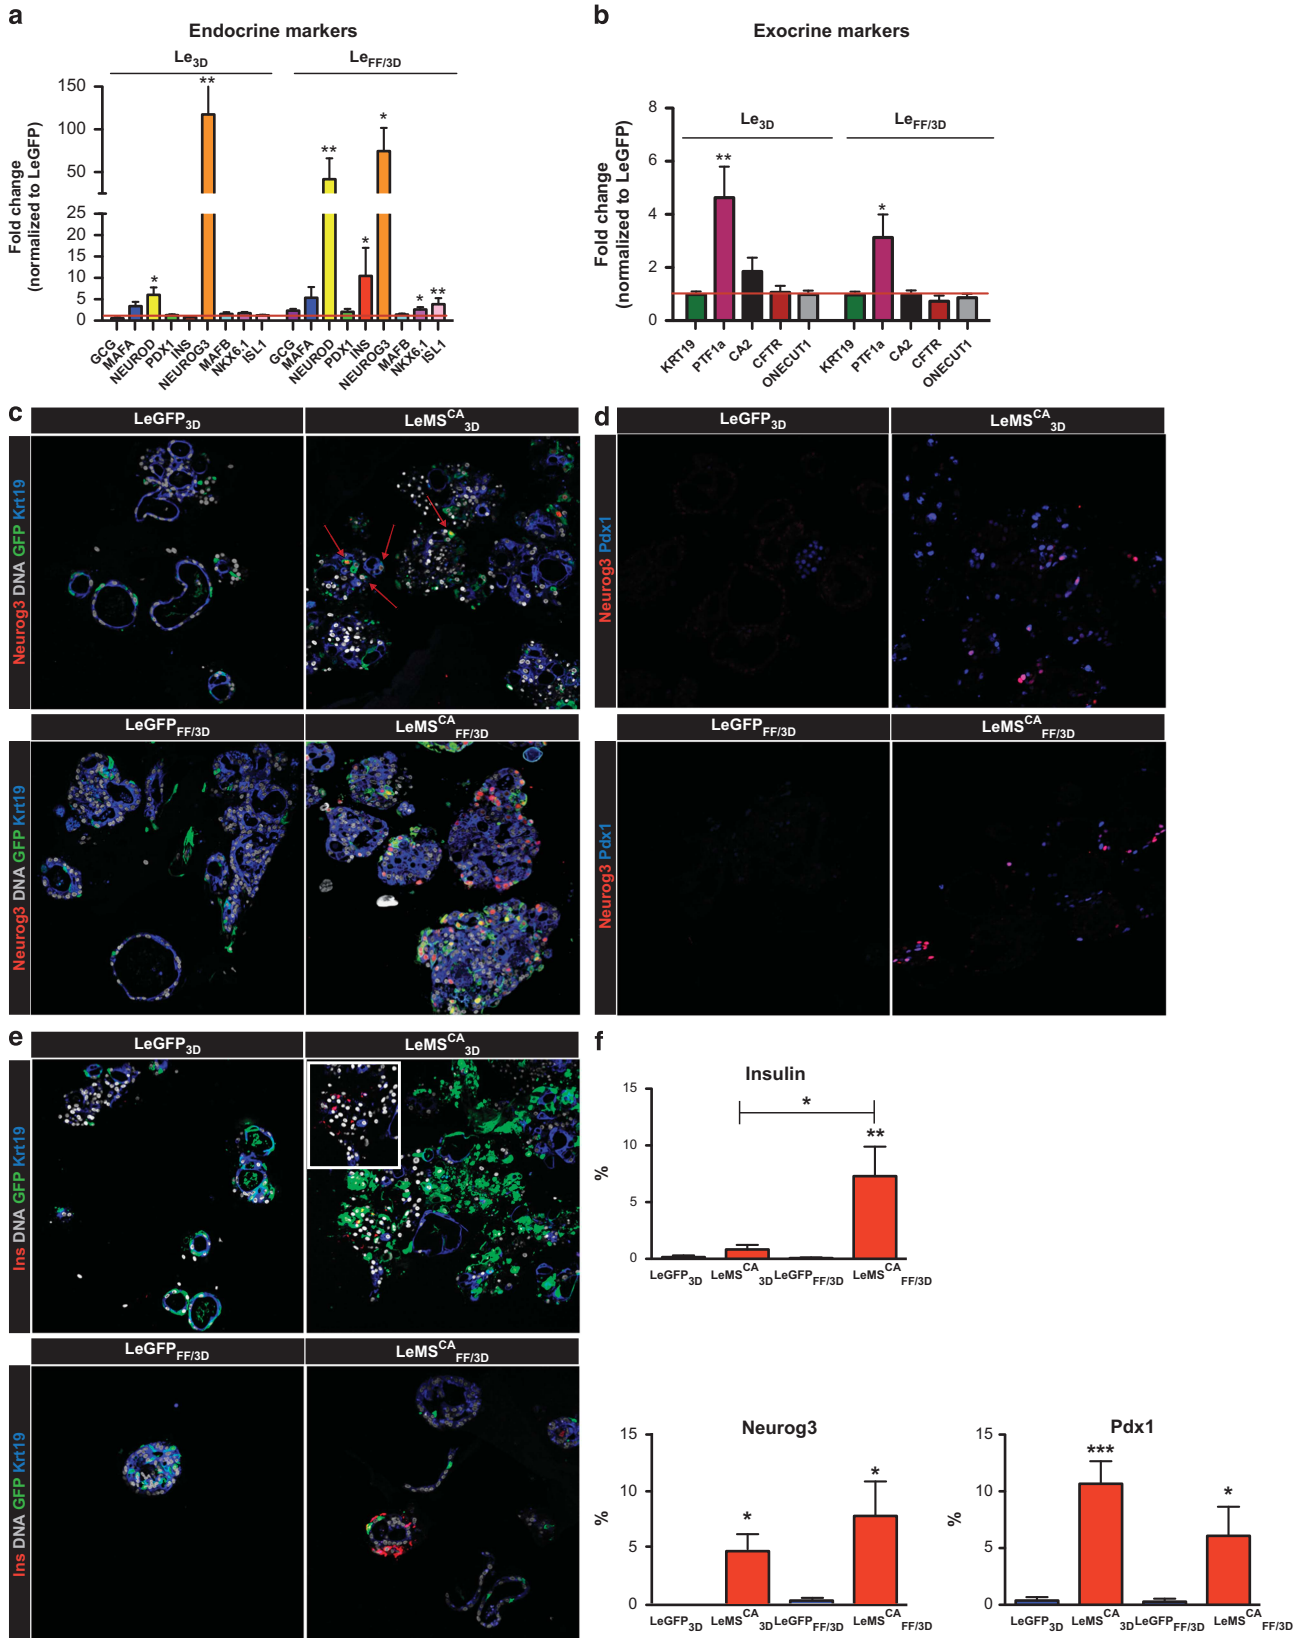 a
Endocrine markers
Le3D
LeFF/3D
Fold change
(normalized to LeGFP)
150
100
50
25
20
15
10
5
0
**
*
**
*
*
*
**
GCG
MAFA
NEUROD
PDX1
INS
NEUROG3
MAFB
NKX6.1
ISL1
GCG
MAFA
NEUROD
PDX1
INS
NEUROG3
MAFB
NKX6.1
ISL1
b
Exocrine markers
Le3D
LeFF/3D
Fold change
(normalized to LeGFP)
8
6
4
2
0
**
*
KRT19
PTF1a
CA2
CFTR
ONECUT1
KRT19
PTF1a
CA2
CFTR
ONECUT1
c
LeGFP3D
LeMSCA3D
Neurog3 DNA GFP Krt19
LeGFPFF/3D
LeMSCAFF/3D
Neurog3 DNA GFP Krt19
d
LeGFP3D
LeMSCA3D
Neurog3 Pdx1
LeGFPFF/3D
LeMSCAFF/3D
Neurog3 Pdx1
e
LeGFP3D
LeMSCA3D
Ins DNA GFP Krt19
LeGFPFF/3D
LeMSCAFF/3D
Ins DNA GFP Krt19
f
Insulin
%
15
10
5
0
*
**
LeGFP3D
LeMSCA3D
LeGFPFF/3D
LeMSCAFF/3D
Neurog3
%
15
10
5
0
*
*
LeGFP3D
LeMSCA3D
LeGFPFF/3D
LeMSCAFF/3D
Pdx1
%
15
10
5
0
***
*
LeGFP3D
LeMSCA3D
LeGFPFF/3D
LeMSCAFF/3D